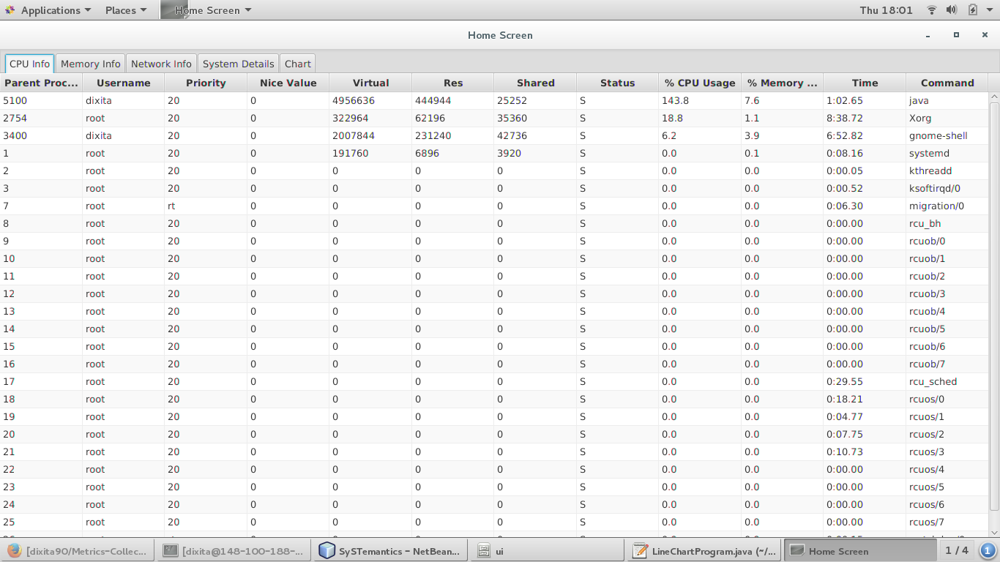 Applications Places Home Screen Thu 18:01
Home Screen
CPU Info Memory Info Network Info System Details Chart
Parent Proc... Username Priority Nice Value Virtual Res Shared Status % CPU Usage % Memory ... Time Command
5100 dixita 20 0 4956636 444944 25252 S 143.8 7.6 1:02.65 java
2754 root 20 0 322964 62196 35360 S 18.8 1.1 8:38.72 Xorg
3400 dixita 20 0 2007844 231240 42736 S 6.2 3.9 6:52.82 gnome-shell
1 root 20 0 191760 6896 3920 S 0.0 0.1 0:08.16 systemd
2 root 20 0 0 0 0 S 0.0 0.0 0:00.05 kthreadd
3 root 20 0 0 0 0 S 0.0 0.0 0:00.52 ksoftirqd/0
7 root rt 0 0 0 0 S 0.0 0.0 0:06.30 migration/0
8 root 20 0 0 0 0 S 0.0 0.0 0:00.00 rcu_bh
9 root 20 0 0 0 0 S 0.0 0.0 0:00.00 rcuob/0
10 root 20 0 0 0 0 S 0.0 0.0 0:00.00 rcuob/1
11 root 20 0 0 0 0 S 0.0 0.0 0:00.00 rcuob/2
12 root 20 0 0 0 0 S 0.0 0.0 0:00.00 rcuob/3
13 root 20 0 0 0 0 S 0.0 0.0 0:00.00 rcuob/4
14 root 20 0 0 0 0 S 0.0 0.0 0:00.00 rcuob/5
15 root 20 0 0 0 0 S 0.0 0.0 0:00.00 rcuob/6
16 root 20 0 0 0 0 S 0.0 0.0 0:00.00 rcuob/7
17 root 20 0 0 0 0 S 0.0 0.0 0:29.55 rcu_sched
18 root 20 0 0 0 0 S 0.0 0.0 0:18.21 rcuos/0
19 root 20 0 0 0 0 S 0.0 0.0 0:04.77 rcuos/1
20 root 20 0 0 0 0 S 0.0 0.0 0:07.75 rcuos/2
21 root 20 0 0 0 0 S 0.0 0.0 0:10.73 rcuos/3
22 root 20 0 0 0 0 S 0.0 0.0 0:00.00 rcuos/4
23 root 20 0 0 0 0 S 0.0 0.0 0:00.00 rcuos/5
24 root 20 0 0 0 0 S 0.0 0.0 0:00.00 rcuos/6
25 root 20 0 0 0 0 S 0.0 0.0 0:00.00 rcuos/7
[dixita90/Metrics-Collec... [dixita@148-100-188-... SySTemantics - NetBean... ui LineChartProgram.java (~/... Home Screen 1 / 4 1